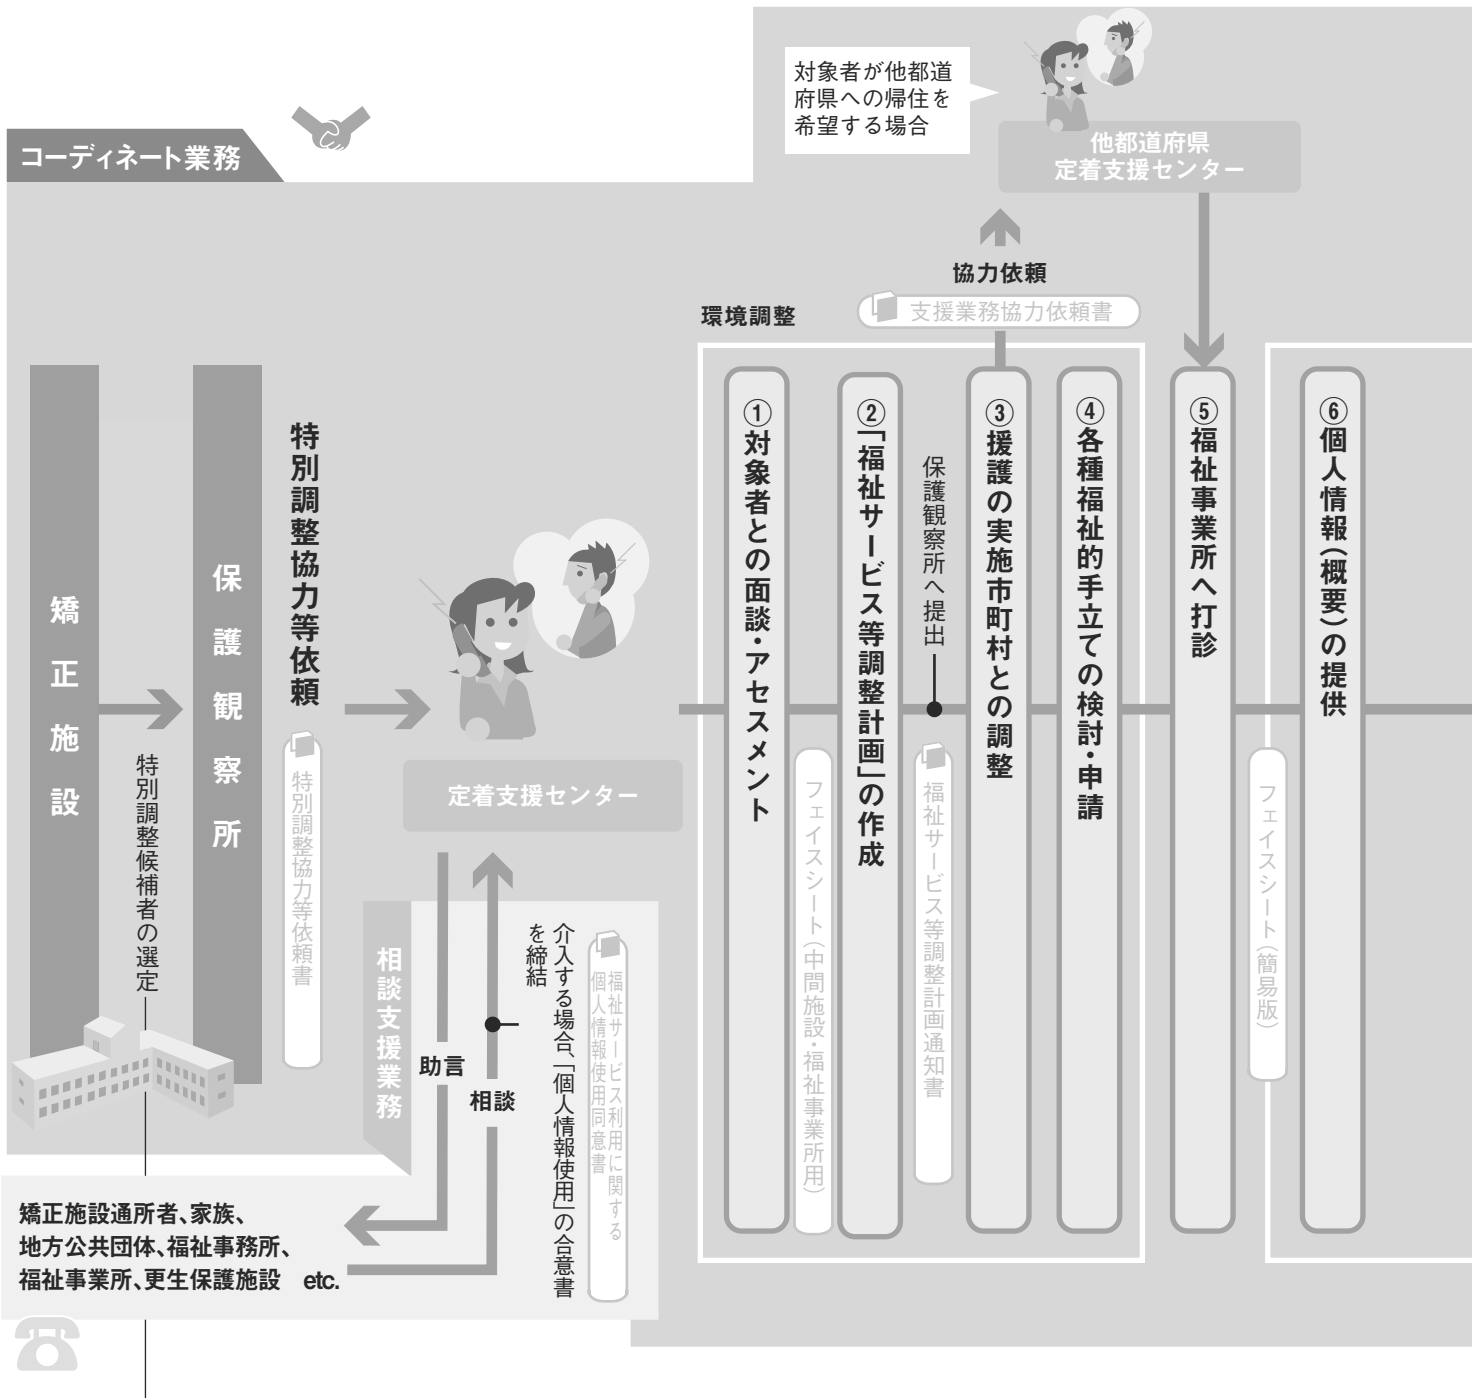 対象者が他都道
府県への帰住を
希望する場合
他都道府県
定着支援センター
コーディネート業務
協力依頼
支援業務協力依頼書
環境調整
矯正施設
特別調整候補者の選定
保護観察所
特別調整協力等依頼
特別調整協力等依頼書
定着支援センター
①対象者との面談・アセスメント
フェイスシート(中間施設・福祉事業所用)
②「福祉サービス等調整計画」の作成
保護観察所へ提出
福祉サービス等調整計画通知書
③援護の実施市町村との調整
④各種福祉的手立ての検討・申請
⑤福祉事業所へ打診
フェイスシート(簡易版)
⑥個人情報(概要)の提供
相談支援業務
助言
相談
介入する場合、「個人情報使用」の合意書
を締結
福祉サービス利用に関する
個人情報使用同意書
矯正施設通所者、家族、
地方公共団体、福祉事務所、
福祉事業所、更生保護施設 etc.